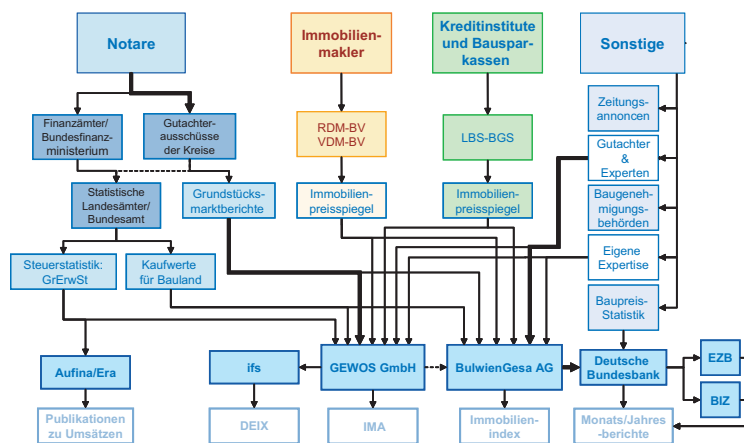 Notare
Immobilien-
makler
Kreditinstitute
und Bauspar-
kassen
Sonstige
Finanzämter/
Bundesfinanz-
ministerium
Gutachter-
ausschüsse
der Kreise
RDM-BV
VDM-BV
LBS-BGS
Zeitungs-
annoncen
Gutachter
&
Experten
Statistische
Landesämter/
Bundesamt
Grundstücks-
marktberichte
Immobilien-
preisspiegel
Immobilien-
preisspiegel
Baugeneh-
migungs-
behörden
Steuerstatistik:
GrErwSt
Kaufwerte
für Bauland
Eigene
Expertise
Baupreis-
Statistik
Aufina/Era
ifs
GEWOS GmbH
BulwienGesa AG
Deutsche
Bundesbank
EZB
BIZ
Publikationen
zu Umsätzen
DEIX
IMA
Immobilien-
index
Monats/Jahres
-berichte